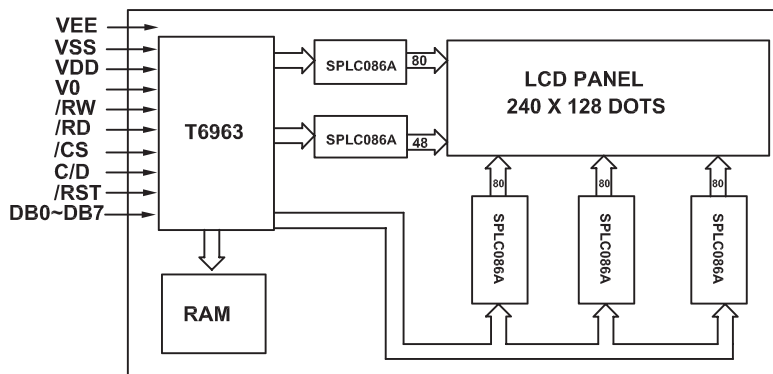 VEE
VSS
VDD
V0
/RW
/RD
/CS
C/D
/RST
DB0~DB7
T6963
RAM
SPLC086A
80
SPLC086A
48
LCD PANEL
240 X 128 DOTS
80
80
80
SPLC086A
SPLC086A
SPLC086A